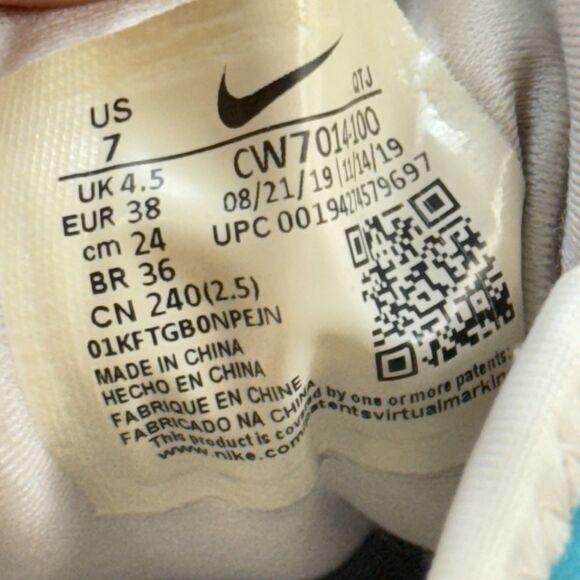 US
7
QTJ
UK 4.5
EUR 38
cm 24
BR 36
CN 240(2.5)
01KFTGB0NPEJN
CW7014-100
08/21/19 11/14/19
UPC 00194274579697
MADE IN CHINA
HECHO EN CHINA
FABRIQUE EN CHINE
FABRICADO NA CHINA
This product is covered by one or more patents:
www.nike.com